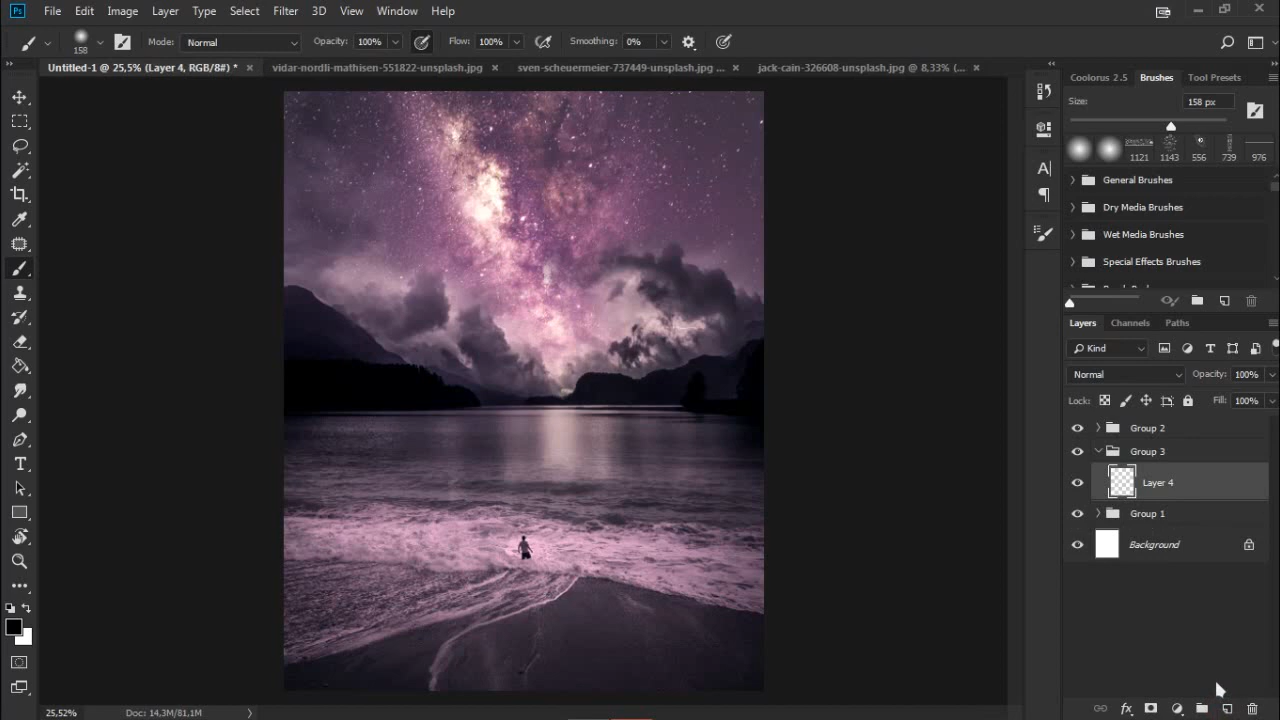 Ps File Edit Image Layer Type Select Filter 3D View Window Help
158 Mode: Normal Opacity: 100% Flow: 100% Smoothing: 0%
Untitled-1 @ 25,5% (Layer 4, RGB/8#) * × vidar-nordli-mathisen-551822-unsplash.jpg × sven-scheuermeier-737449-unsplash.jpg ... × jack-cain-326608-unsplash.jpg @ 8,33% (... ×
Coolorus 2.5 Brushes Tool Presets
Size: 158 px
1121 1143 556 739 976
General Brushes
Dry Media Brushes
Wet Media Brushes
Special Effects Brushes
Layers Channels Paths
Kind
Normal Opacity: 100%
Lock: Fill: 100%
Group 2
Group 3
Layer 4
Group 1
Background
25,52% Doc: 14,3M/81,1M